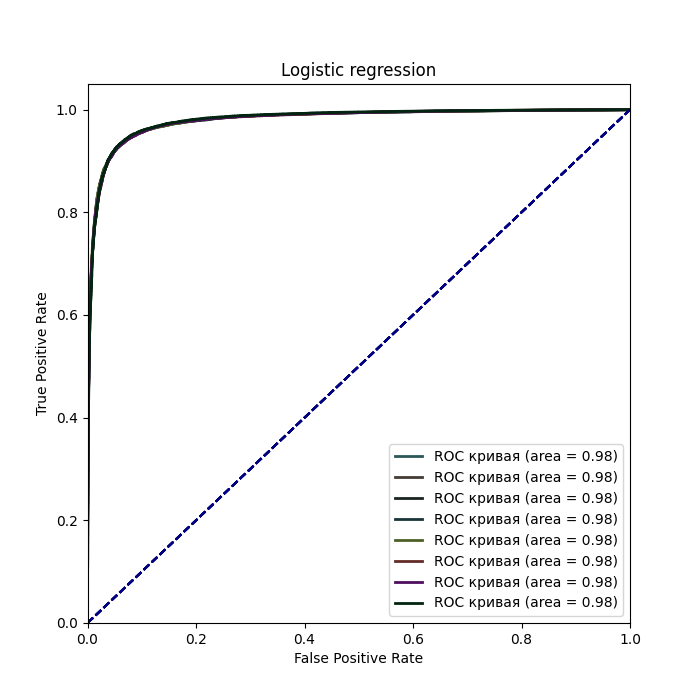 Logistic regression
True Positive Rate
1.0
0.8
0.6
0.4
0.2
0.0
ROC кривая (area = 0.98)
ROC кривая (area = 0.98)
ROC кривая (area = 0.98)
ROC кривая (area = 0.98)
ROC кривая (area = 0.98)
ROC кривая (area = 0.98)
ROC кривая (area = 0.98)
ROC кривая (area = 0.98)
0.0 0.2 0.4 0.6 0.8 1.0
False Positive Rate